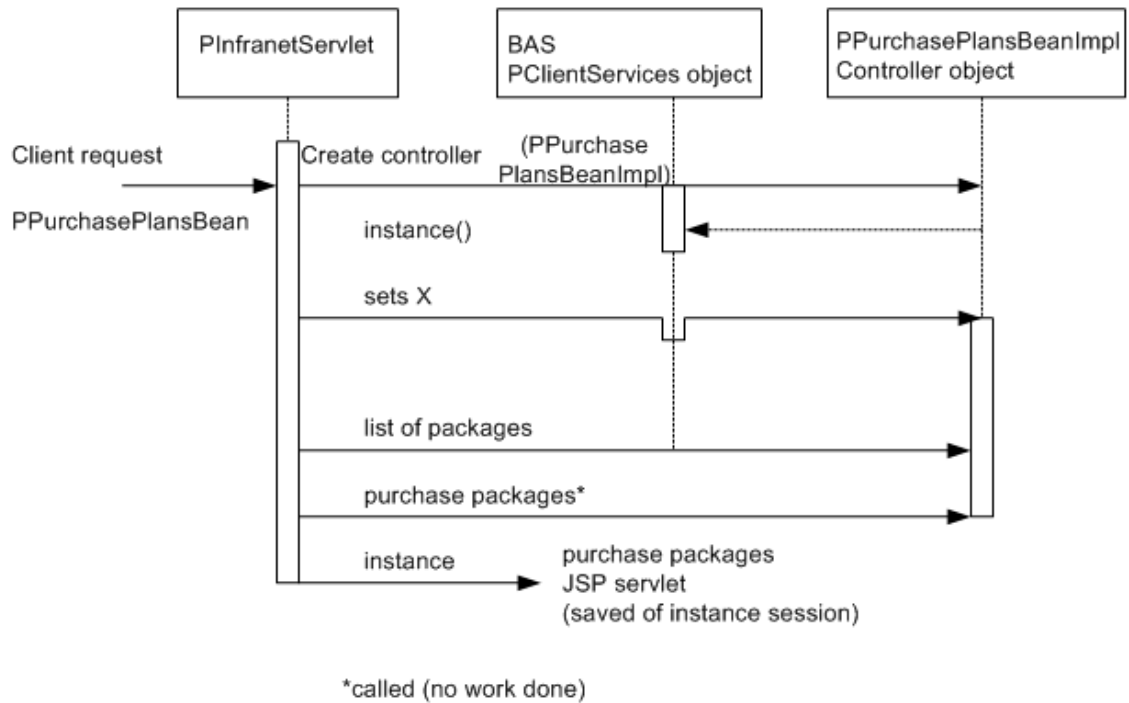 PInfranetServlet
BAS
PClientServices object
PPurchasePlansBeanImpl
Controller object
Client request
PPurchasePlansBean
Create controller
(PPurchase
PlansBeanImpl)
instance()
sets X
list of packages
purchase packages*
instance
purchase packages
JSP servlet
(saved of instance session)
*called (no work done)